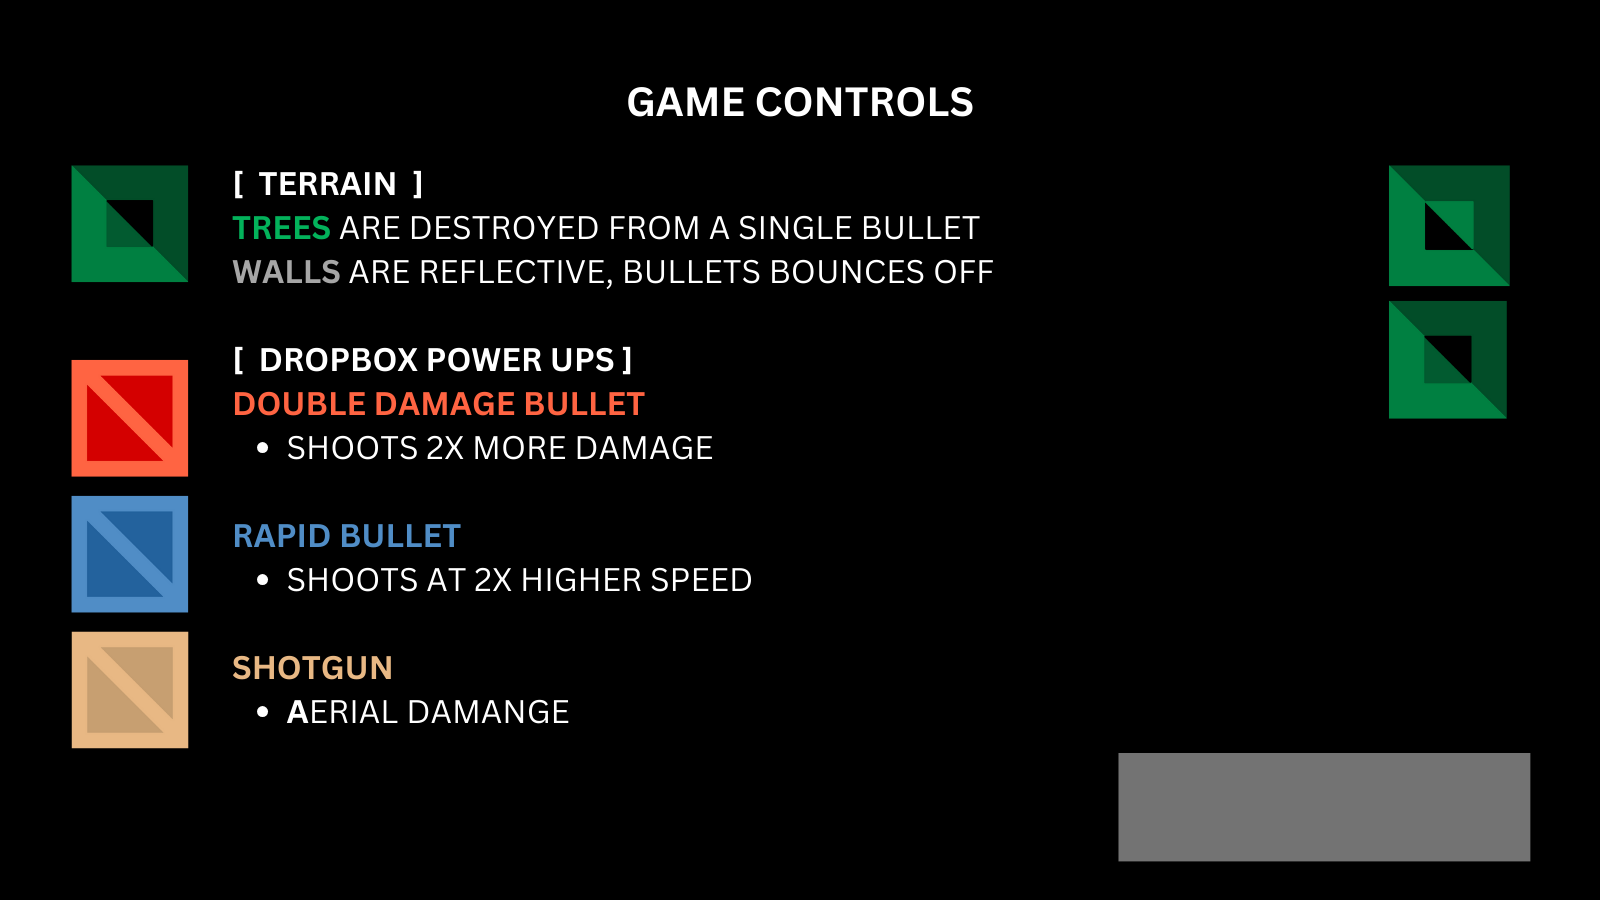 GAME CONTROLS
[ TERRAIN ]
TREES ARE DESTROYED FROM A SINGLE BULLET
WALLS ARE REFLECTIVE, BULLETS BOUNCES OFF
[ DROPBOX POWER UPS ]
DOUBLE DAMAGE BULLET
• SHOOTS 2X MORE DAMAGE
RAPID BULLET
• SHOOTS AT 2X HIGHER SPEED
SHOTGUN
• AERIAL DAMANGE